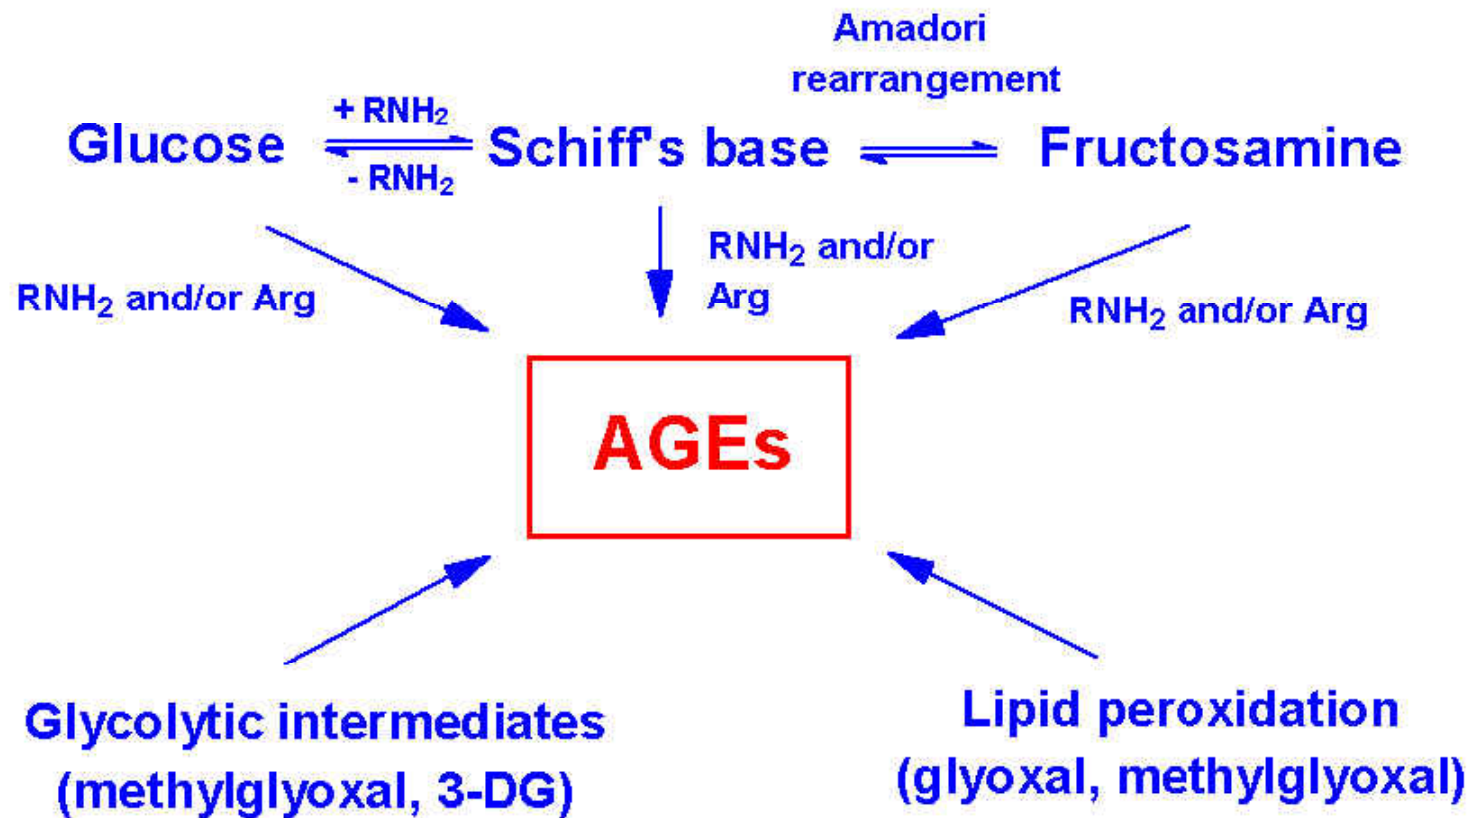 Amadori
rearrangement
+ RNH₂
Glucose
Schiff's base
Fructosamine
- RNH₂
RNH₂ and/or
Arg
RNH₂ and/or Arg
RNH₂ and/or Arg
AGEs
Glycolytic intermediates
(methylglyoxal, 3-DG)
Lipid peroxidation
(glyoxal, methylglyoxal)